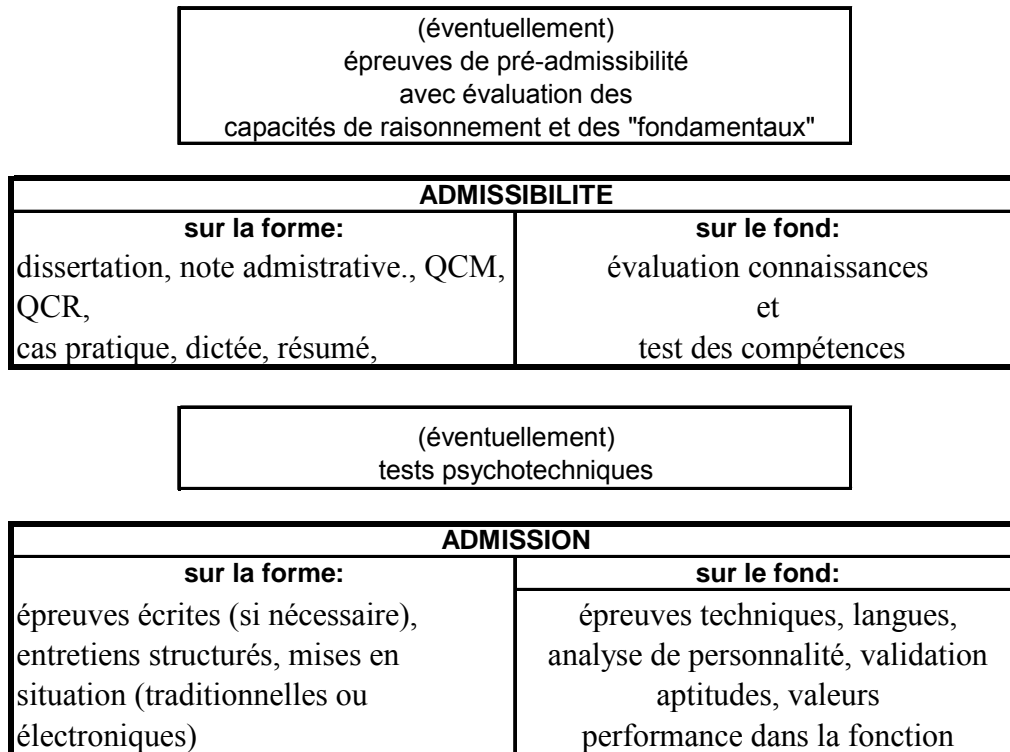 (éventuellement)
épreuves de pré-admissibilité
avec évaluation des
capacités de raisonnement et des "fondamentaux"
ADMISSIBILITE
sur la forme:
dissertation, note admistrative., QCM,
QCR,
cas pratique, dictée, résumé,
sur le fond:
évaluation connaissances
et
test des compétences
(éventuellement)
tests psychotechniques
ADMISSION
sur la forme:
épreuves écrites (si nécessaire),
entretiens structurés, mises en
situation (traditionnelles ou
électroniques)
sur le fond:
épreuves techniques, langues,
analyse de personnalité, validation
aptitudes, valeurs
performance dans la fonction